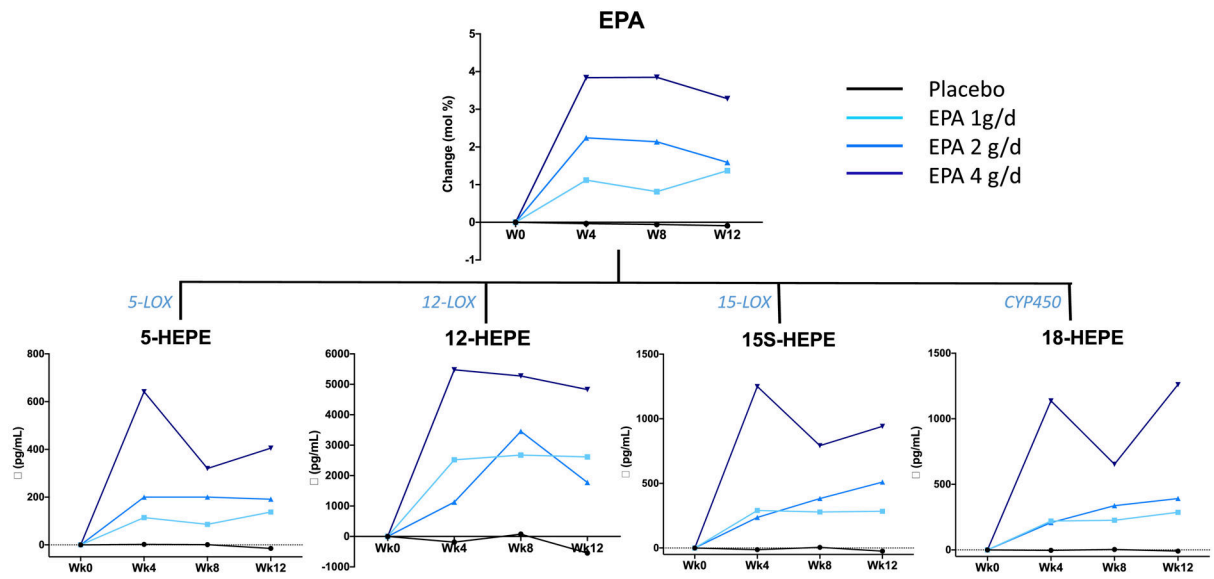 EPA
5
4
3
2
1
0
-1
Change (mol %)
W0 W4 W8 W12
Placebo
EPA 1g/d
EPA 2 g/d
EPA 4 g/d
5-LOX
12-LOX
15-LOX
CYP450
5-HEPE
800
600
400
200
0
□ (pg/mL)
Wk0 Wk4 Wk8 Wk12
12-HEPE
6000
5000
4000
3000
2000
1000
0
-1000
□ (pg/mL)
Wk0 Wk4 Wk8 Wk12
15S-HEPE
1500
1000
500
0
□ (pg/mL)
Wk0 Wk4 Wk8 Wk12
18-HEPE
1500
1000
500
0
□ (pg/mL)
Wk0 Wk4 Wk8 Wk12